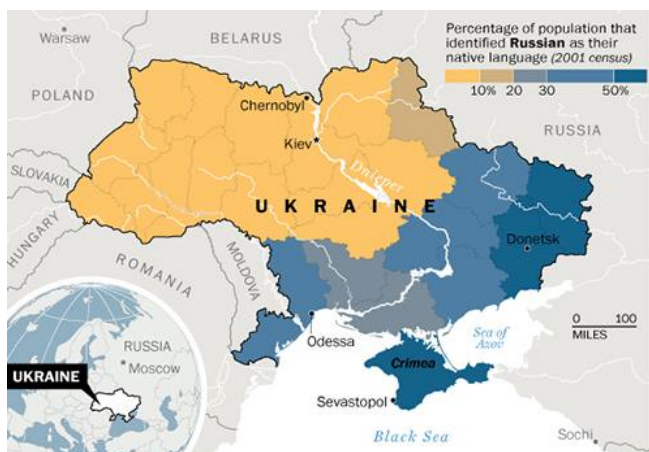 Percentage of population that
identified Russian as their
native language (2001 census)
10% 20 30 50%
Warsaw
BELARUS
POLAND
Chernobyl
Kiev
RUSSIA
Dnieper
SLOVAKIA
UKRAINE
HUNGARY
Donetsk
ROMANIA
MOLDOVA
Odessa
Sea of
Azov
0 100
MILES
RUSSIA
Moscow
UKRAINE
Crimea
Sevastopol
Black Sea
Sochi